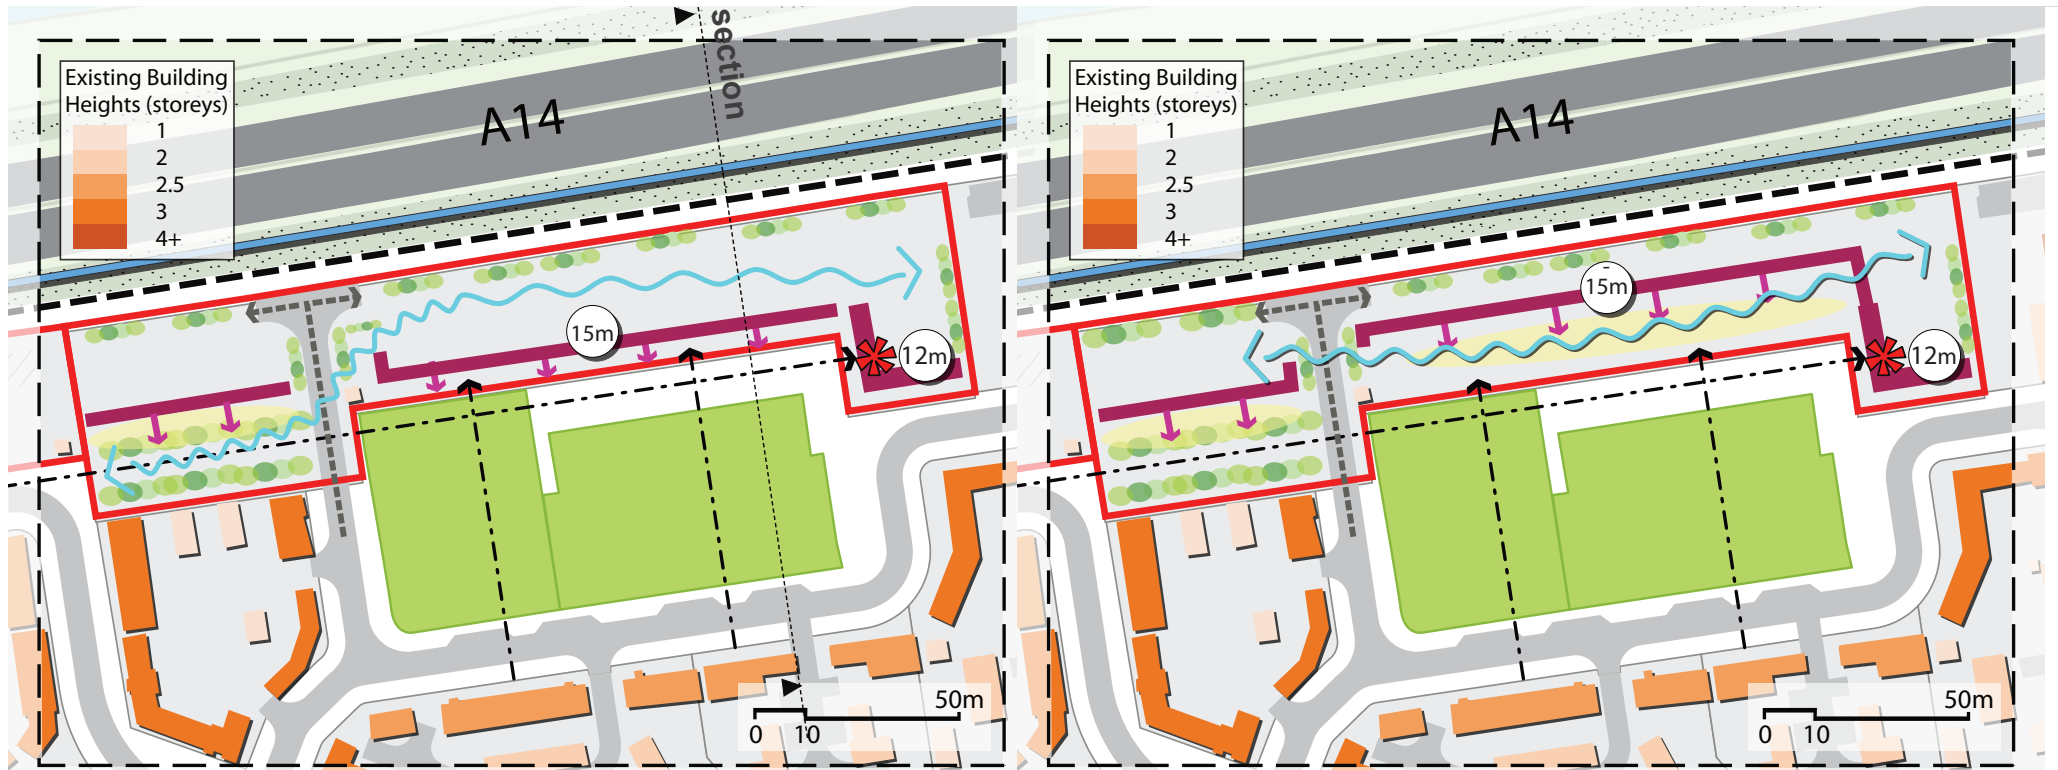 section
Existing Building
Heights (storeys)
1
2
2.5
3
4+
A14
15m
12m
50m
0 10
Existing Building
Heights (storeys)
1
2
2.5
3
4+
A14
15m
12m
50m
0 10